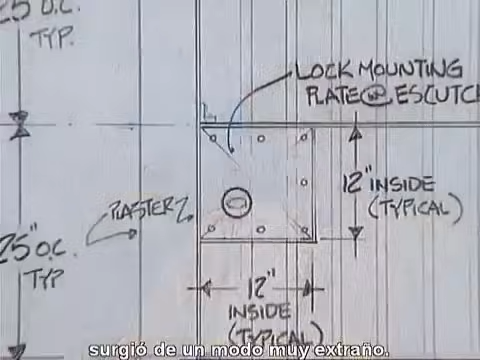 25 O.C.
TYP.
LOCK MOUNTING
PLATE @ ESCUTCH
12" INSIDE
(TYPICAL)
PLASTER
25" O.C.
TYP
12"
INSIDE
(TYPICAL)
surgió de un modo muy extraño.